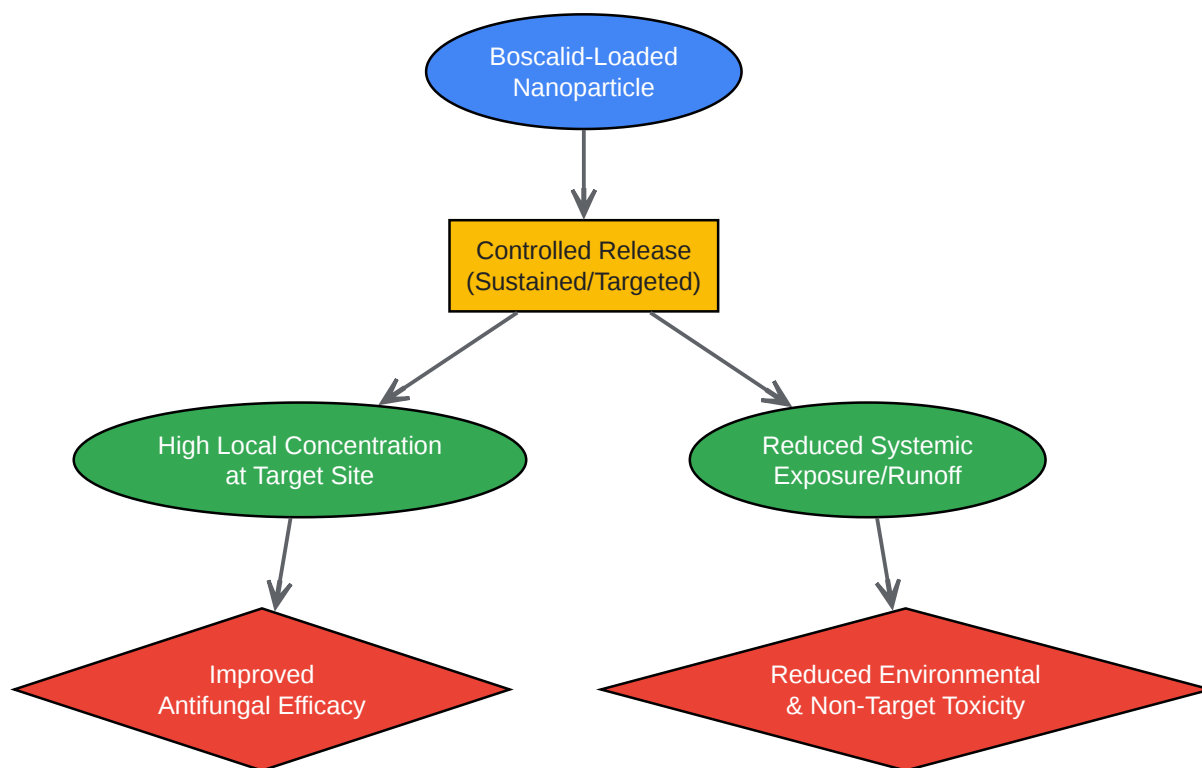 Boscalid-Loaded
Nanoparticle
Controlled Release
(Sustained/Targeted)
High Local Concentration
at Target Site
Reduced Systemic
Exposure/Runoff
Improved
Antifungal Efficacy
Reduced Environmental
& Non-Target Toxicity